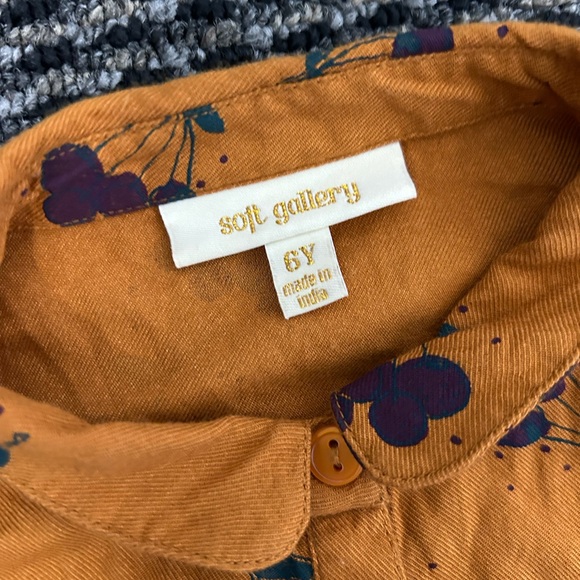 soft gallery
6Y
made in
india